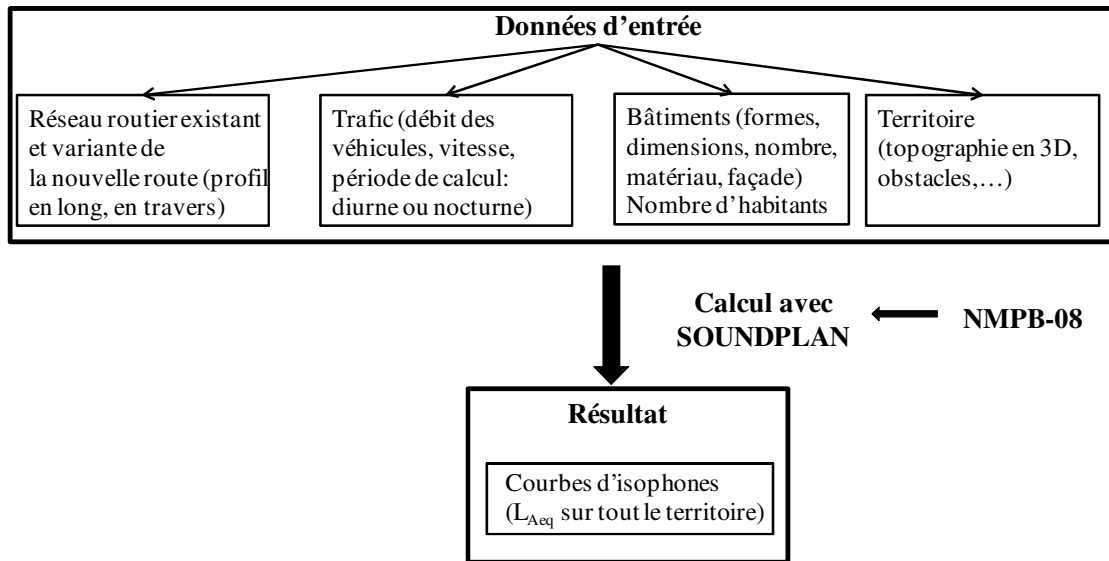 Données d’entrée
Réseau routier existant
et variante de
la nouvelle route (profil
en long, en travers)
Trafic (débit des
véhicules, vitesse,
période de calcul:
diurne ou nocturne)
Bâtiments (formes,
dimensions, nombre,
matériau, façade)
Nombre d’habitants
Territoire
(topographie en 3D,
obstacles,…)
Calcul avec
SOUNDPLAN
NMPB-08
Résultat
Courbes d’isophones
(LAeq sur tout le territoire)